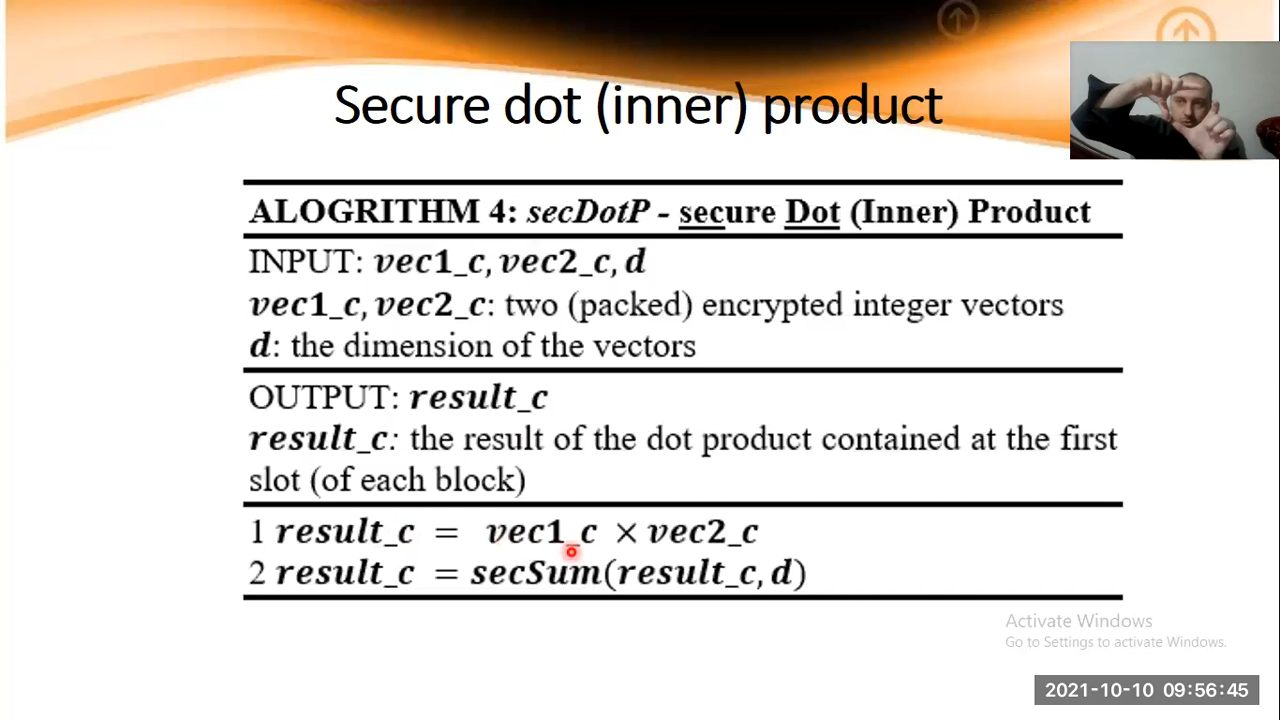 Secure dot (inner) product
ALOGRITHM 4: secDotP - secure Dot (Inner) Product
INPUT: vec1_c, vec2_c, d
vec1_c, vec2_c: two (packed) encrypted integer vectors
d: the dimension of the vectors
OUTPUT: result_c
result_c: the result of the dot product contained at the first
slot (of each block)
1 result_c = vec1_c × vec2_c
2 result_c = secSum(result_c, d)
Activate Windows
Go to Settings to activate Windows.
2021-10-10 09:56:45